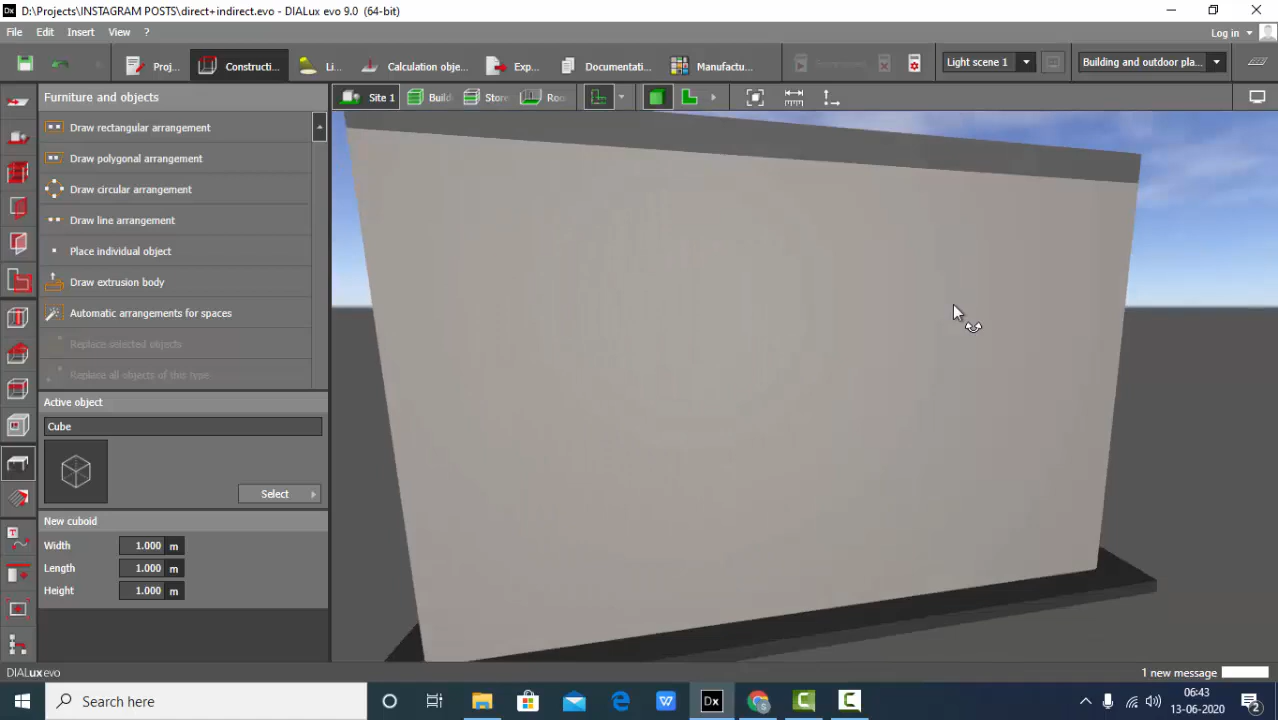 D:\Projects\INSTAGRAM POSTS\direct+indirect.evo - DIALux evo 9.0 (64-bit)
File Edit Insert View ?
Log in
Proj... Constructi... Li... Calculation obje... Exp... Documentati... Manufactu...
Light scene 1
Building and outdoor pla...
Furniture and objects
Site 1 Build Store Roo
Draw rectangular arrangement
Draw polygonal arrangement
Draw circular arrangement
Draw line arrangement
Place individual object
Draw extrusion body
Automatic arrangements for spaces
Replace selected objects
Replace all objects of this type
Active object
Cube
Select
New cuboid
Width 1.000 m
Length 1.000 m
Height 1.000 m
DIALux evo
1 new message
Search here
06:43
13-06-2020
2